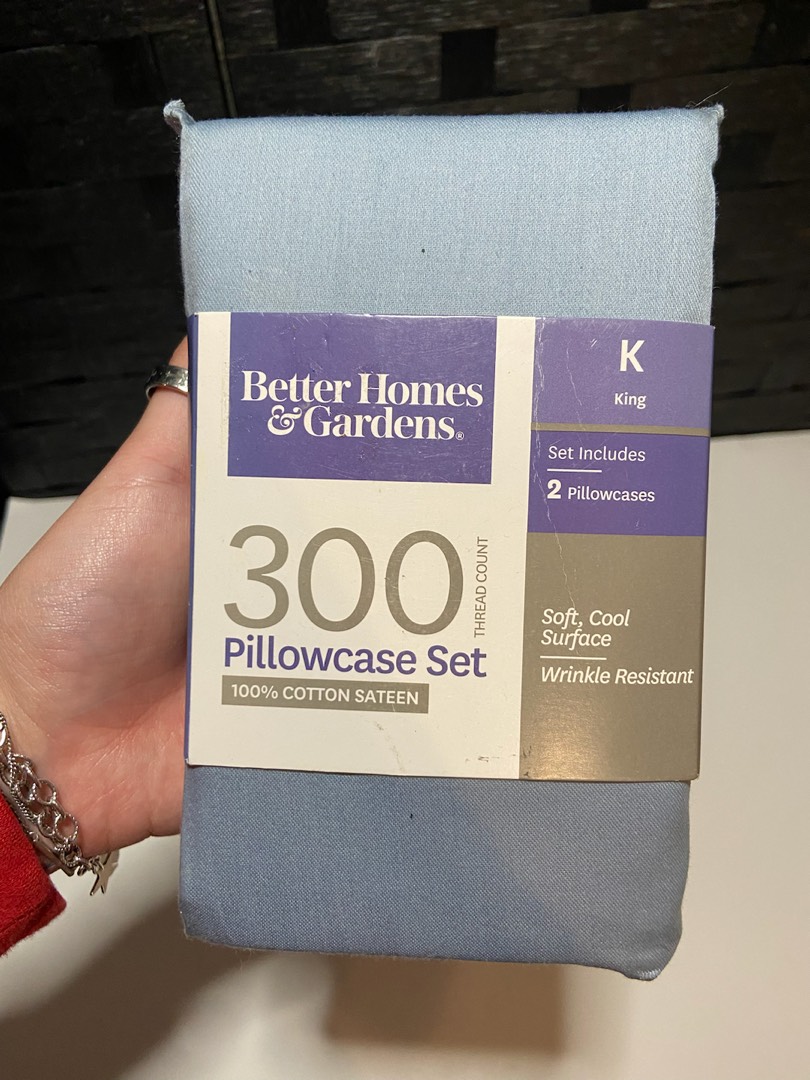 Better Homes
& Gardens®
300
THREAD COUNT
Pillowcase Set
100% COTTON SATEEN
K
King
Set Includes
2 Pillowcases
Soft, Cool
Surface
Wrinkle Resistant